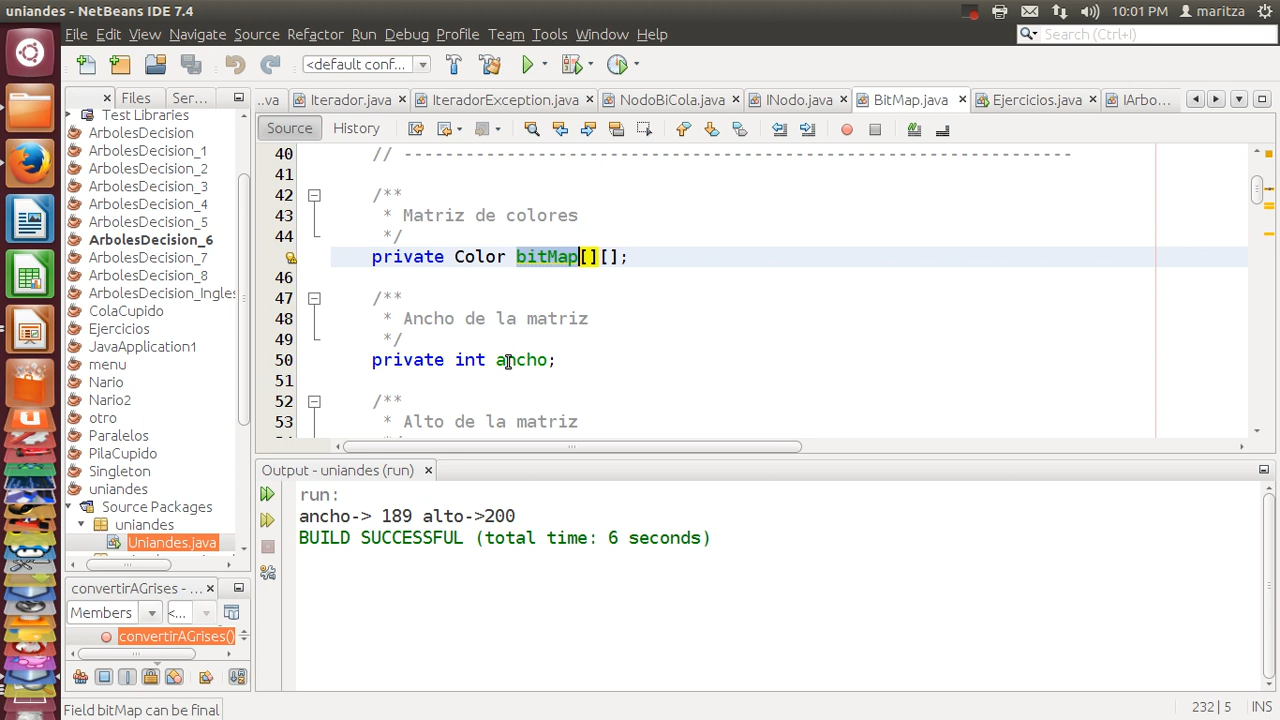 uniandes - NetBeans IDE 7.4
10:01 PM maritza
File Edit View Navigate Source Refactor Run Debug Profile Team Tools Window Help
Search (Ctrl+I)
<default conf...
Files Ser...
...va Iterador.java IteradorException.java NodoBiCola.java INodo.java BitMap.java Ejercicios.java IArbo...
Source History
Test Libraries
ArbolesDecision
ArbolesDecision_1
ArbolesDecision_2
ArbolesDecision_3
ArbolesDecision_4
ArbolesDecision_5
ArbolesDecision_6
ArbolesDecision_7
ArbolesDecision_8
ArbolesDecision_Ingles
ColaCupido
Ejercicios
JavaApplication1
menu
Nario
Nario2
otro
Paralelos
PilaCupido
Singleton
uniandes
Source Packages
uniandes
Uniandes.java
convertirAGrises - ...
Members <...
convertirAGrises()
40 // -----------------------------------------------------------------
41
42 /**
43 * Matriz de colores
44 */
private Color bitMap[][];
46
47 /**
48 * Ancho de la matriz
49 */
50 private int ancho;
51
52 /**
53 * Alto de la matriz
Output - uniandes (run)
run:
ancho-> 189 alto->200
BUILD SUCCESSFUL (total time: 6 seconds)
Field bitMap can be final
232|5 INS